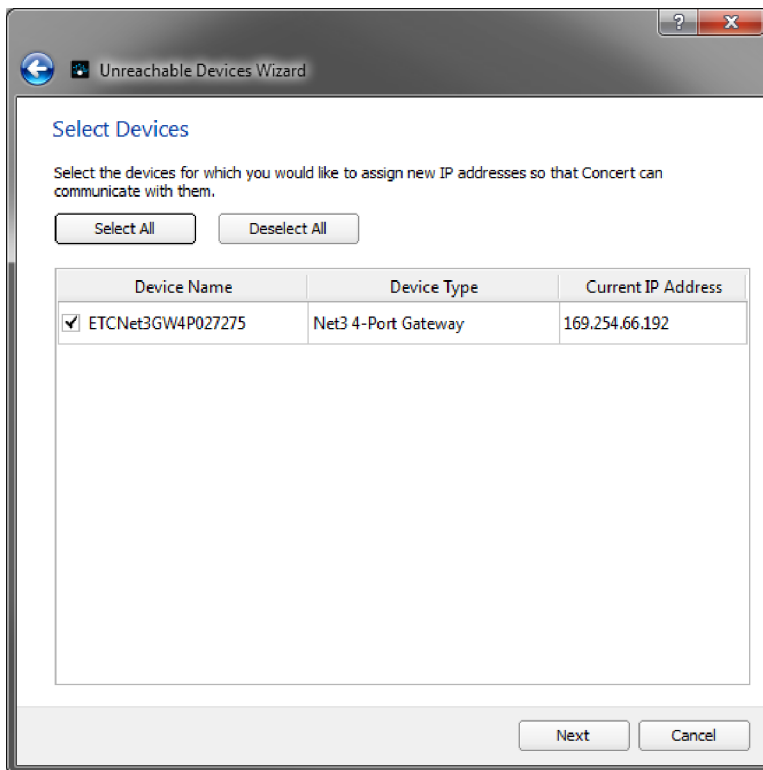 ?
X
Unreachable Devices Wizard
Select Devices
Select the devices for which you would like to assign new IP addresses so that Concert can
communicate with them.
Select All
Deselect All
Device Name
Device Type
Current IP Address
ETCNet3GW4P027275
Net3 4-Port Gateway
169.254.66.192
Next
Cancel